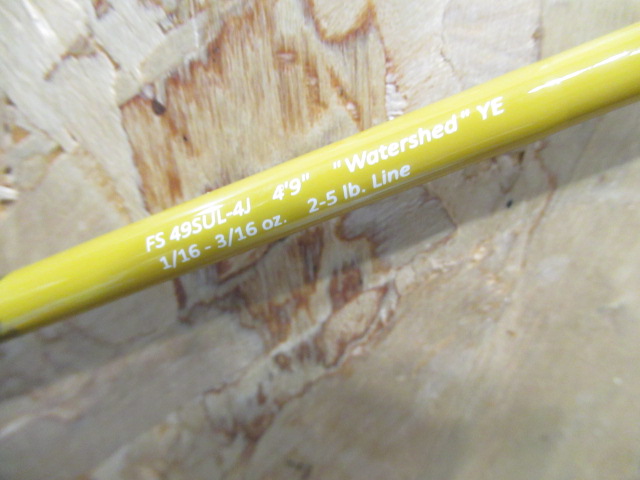 FS 49SUL-4J 4'9" "Watershed" YE
1/16 - 3/16 oz. 2-5 lb. Line